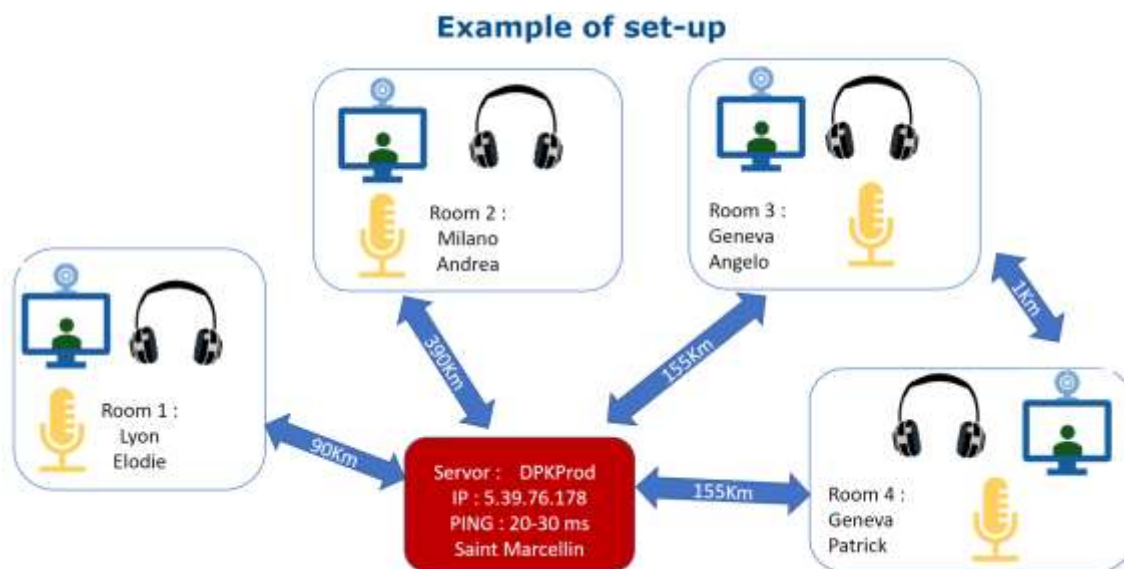 Example of set-up
Room 2 :
Milano
Andrea
Room 3 :
Geneva
Angelo
Room 1 :
Lyon
Elodie
390Km
155Km
1Km
90Km
155Km
Servor : DPKProd
IP : 5.39.76.178
PING : 20-30 ms
Saint Marcellin
Room 4 :
Geneva
Patrick